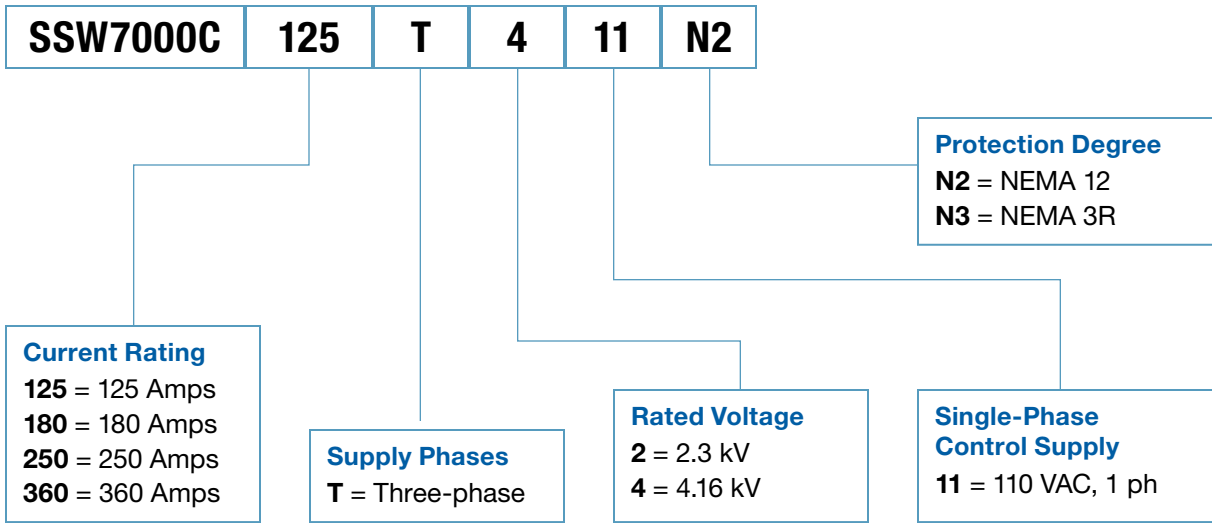 SSW7000C 125 T 4 11 N2
Protection Degree
N2 = NEMA 12
N3 = NEMA 3R
Current Rating
125 = 125 Amps
180 = 180 Amps
250 = 250 Amps
360 = 360 Amps
Supply Phases
T = Three-phase
Rated Voltage
2 = 2.3 kV
4 = 4.16 kV
Single-Phase
Control Supply
11 = 110 VAC, 1 ph